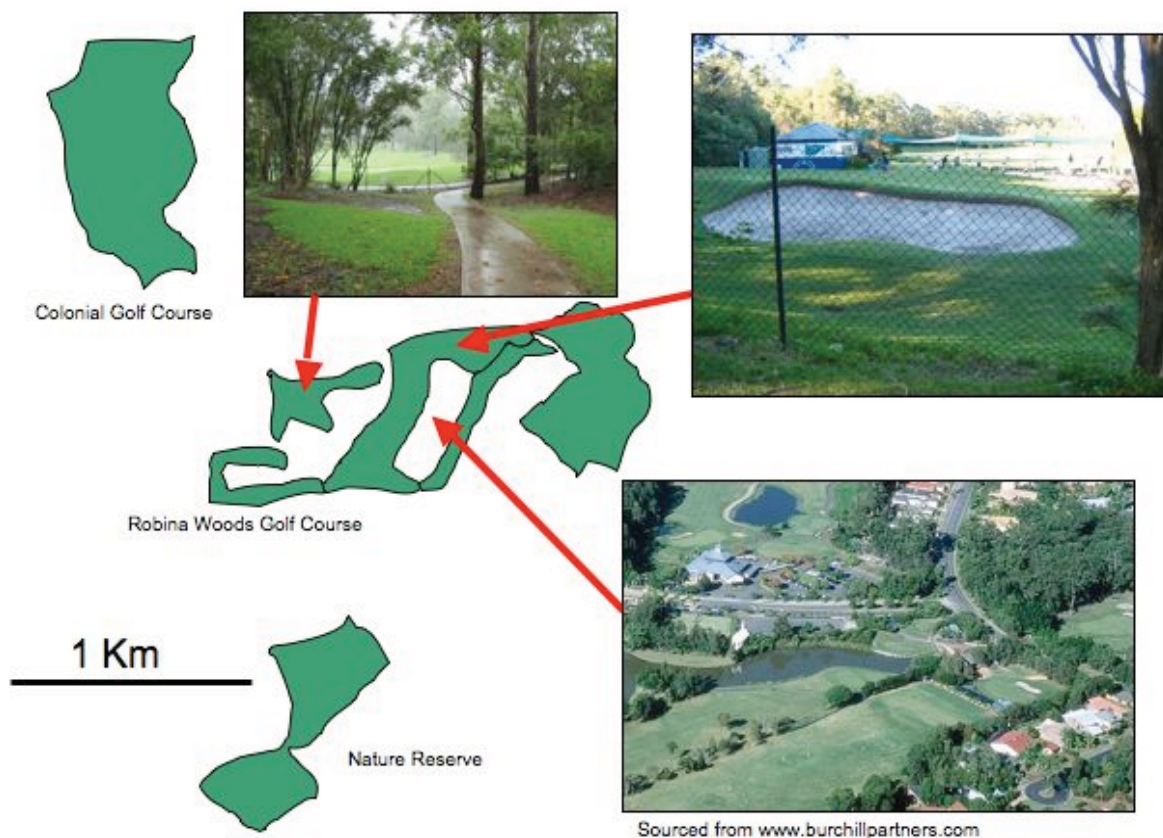 Colonial Golf Course
Robina Woods Golf Course
1 Km
Nature Reserve
Sourced from www.burchillpartners.com